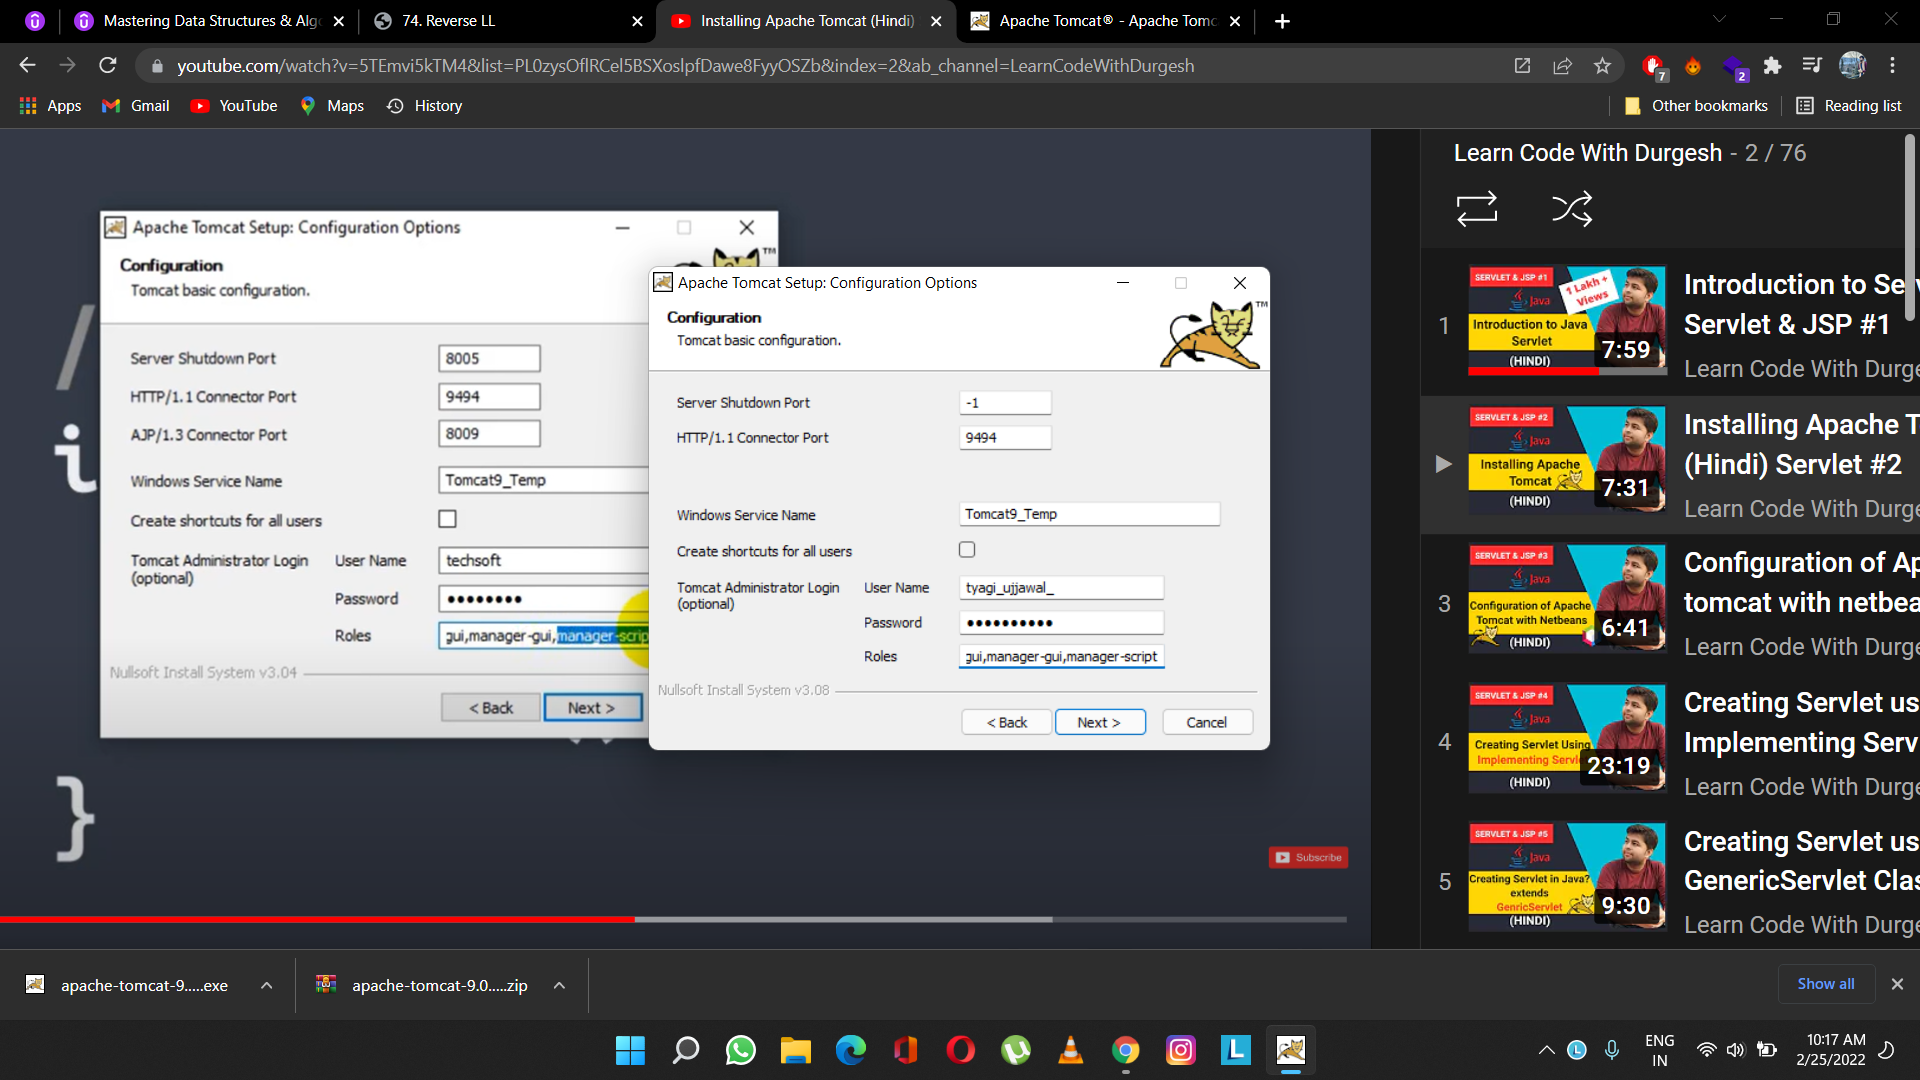 Mastering Data Structures & Algo
74. Reverse LL
Installing Apache Tomcat (Hindi)
Apache Tomcat® - Apache Tomc
youtube.com/watch?v=5TEmvi5kTM4&list=PL0zysOflRCel5BSXoslpfDawe8FyyOSZb&index=2&ab_channel=LearnCodeWithDurgesh
7
2
Apps
Gmail
YouTube
Maps
History
Other bookmarks
Reading list
/
i
}
Apache Tomcat Setup: Configuration Options
Configuration
Tomcat basic configuration.
TM
Server Shutdown Port 8005
HTTP/1.1 Connector Port 9494
AJP/1.3 Connector Port 8009
Windows Service Name Tomcat9_Temp
Create shortcuts for all users
Tomcat Administrator Login
(optional)
User Name techsoft
Password ●●●●●●●●
Roles gui,manager-gui,manager-scrip
Nullsoft Install System v3.04
< Back
Next >
Apache Tomcat Setup: Configuration Options
Configuration
Tomcat basic configuration.
TM
Server Shutdown Port -1
HTTP/1.1 Connector Port 9494
Windows Service Name Tomcat9_Temp
Create shortcuts for all users
Tomcat Administrator Login
(optional)
User Name tyagi_ujjawal_
Password ●●●●●●●●●●
Roles gui,manager-gui,manager-script
Nullsoft Install System v3.08
< Back
Next >
Cancel
Subscribe
Learn Code With Durgesh - 2 / 76
1
SERVLET & JSP #1
1 Lakh +
Views
Java
Introduction to Java
Servlet
(HINDI)
7:59
Introduction to Serv
Servlet & JSP #1
Learn Code With Durge
SERVLET & JSP #2
Java
Installing Apache
Tomcat
(HINDI)
7:31
Installing Apache T
(Hindi) Servlet #2
Learn Code With Durge
3
SERVLET & JSP #3
Java
Configuration of Apache
Tomcat with Netbeans
(HINDI)
6:41
Configuration of Ap
tomcat with netbea
Learn Code With Durge
4
SERVLET & JSP #4
Java
Creating Servlet Using
Implementing Servl
(HINDI)
23:19
Creating Servlet us
Implementing Serv
Learn Code With Durge
5
SERVLET & JSP #5
Java
Creating Servlet in Java?
extends
GenricServlet
(HINDI)
9:30
Creating Servlet us
GenericServlet Clas
Learn Code With Durge
apache-tomcat-9.....exe
apache-tomcat-9.0.....zip
Show all
ENG
IN
10:17 AM
2/25/2022